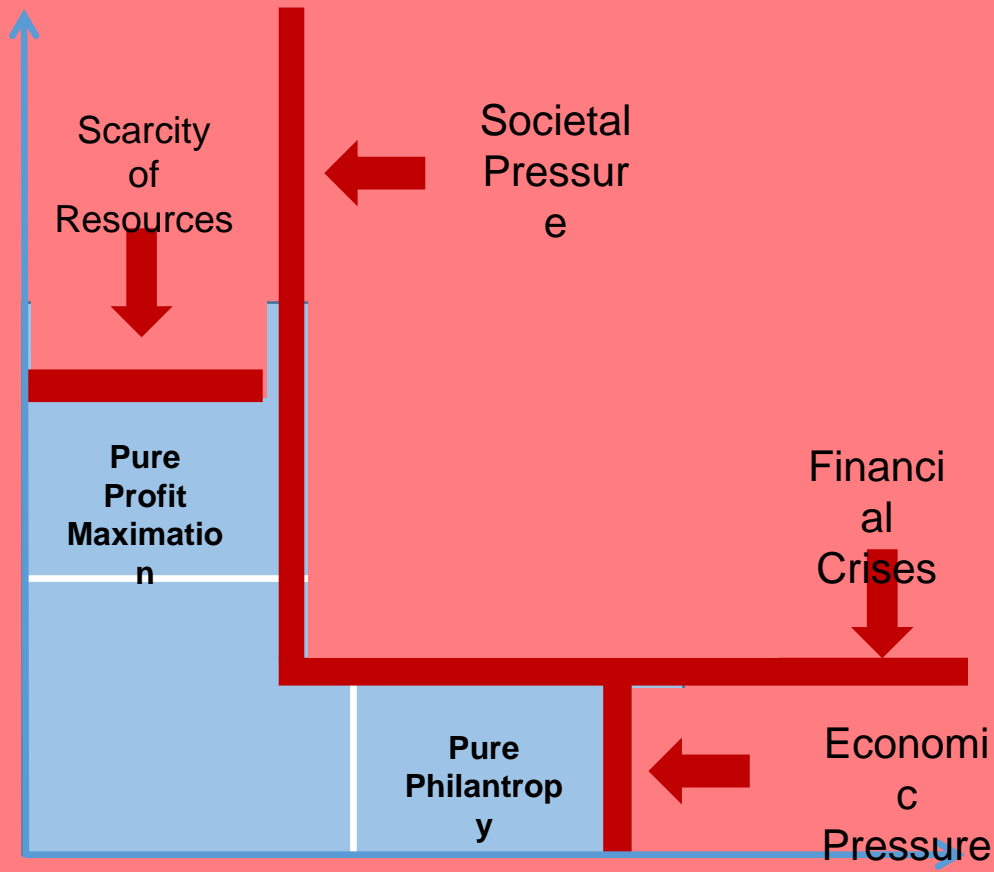 Scarcity
of
Resources
Societal
Pressur
e
Pure
Profit
Maximatio
n
Financi
al
Crises
Pure
Philantrop
y
Economi
c
Pressure